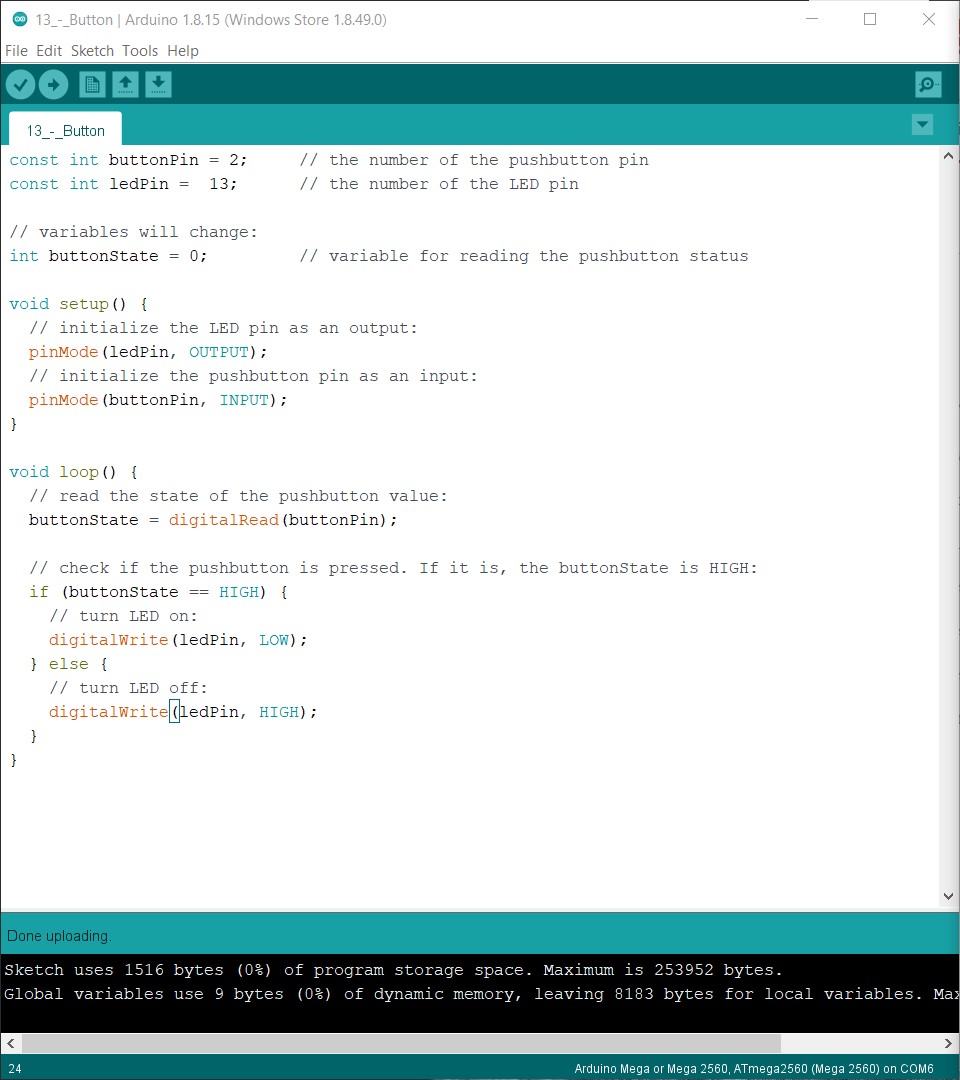 13_-_Button | Arduino 1.8.15 (Windows Store 1.8.49.0)
File Edit Sketch Tools Help
13_-_Button
const int buttonPin = 2;     // the number of the pushbutton pin
const int ledPin =  13;      // the number of the LED pin
// variables will change:
int buttonState = 0;         // variable for reading the pushbutton status
void setup() {
  // initialize the LED pin as an output:
  pinMode(ledPin, OUTPUT);
  // initialize the pushbutton pin as an input:
  pinMode(buttonPin, INPUT);
}
void loop() {
  // read the state of the pushbutton value:
  buttonState = digitalRead(buttonPin);
  // check if the pushbutton is pressed. If it is, the buttonState is HIGH:
  if (buttonState == HIGH) {
    // turn LED on:
    digitalWrite(ledPin, LOW);
  } else {
    // turn LED off:
    digitalWrite(ledPin, HIGH);
  }
}
Done uploading.
Sketch uses 1516 bytes (0%) of program storage space. Maximum is 253952 bytes.
Global variables use 9 bytes (0%) of dynamic memory, leaving 8183 bytes for local variables. Max
24
Arduino Mega or Mega 2560, ATmega2560 (Mega 2560) on COM6